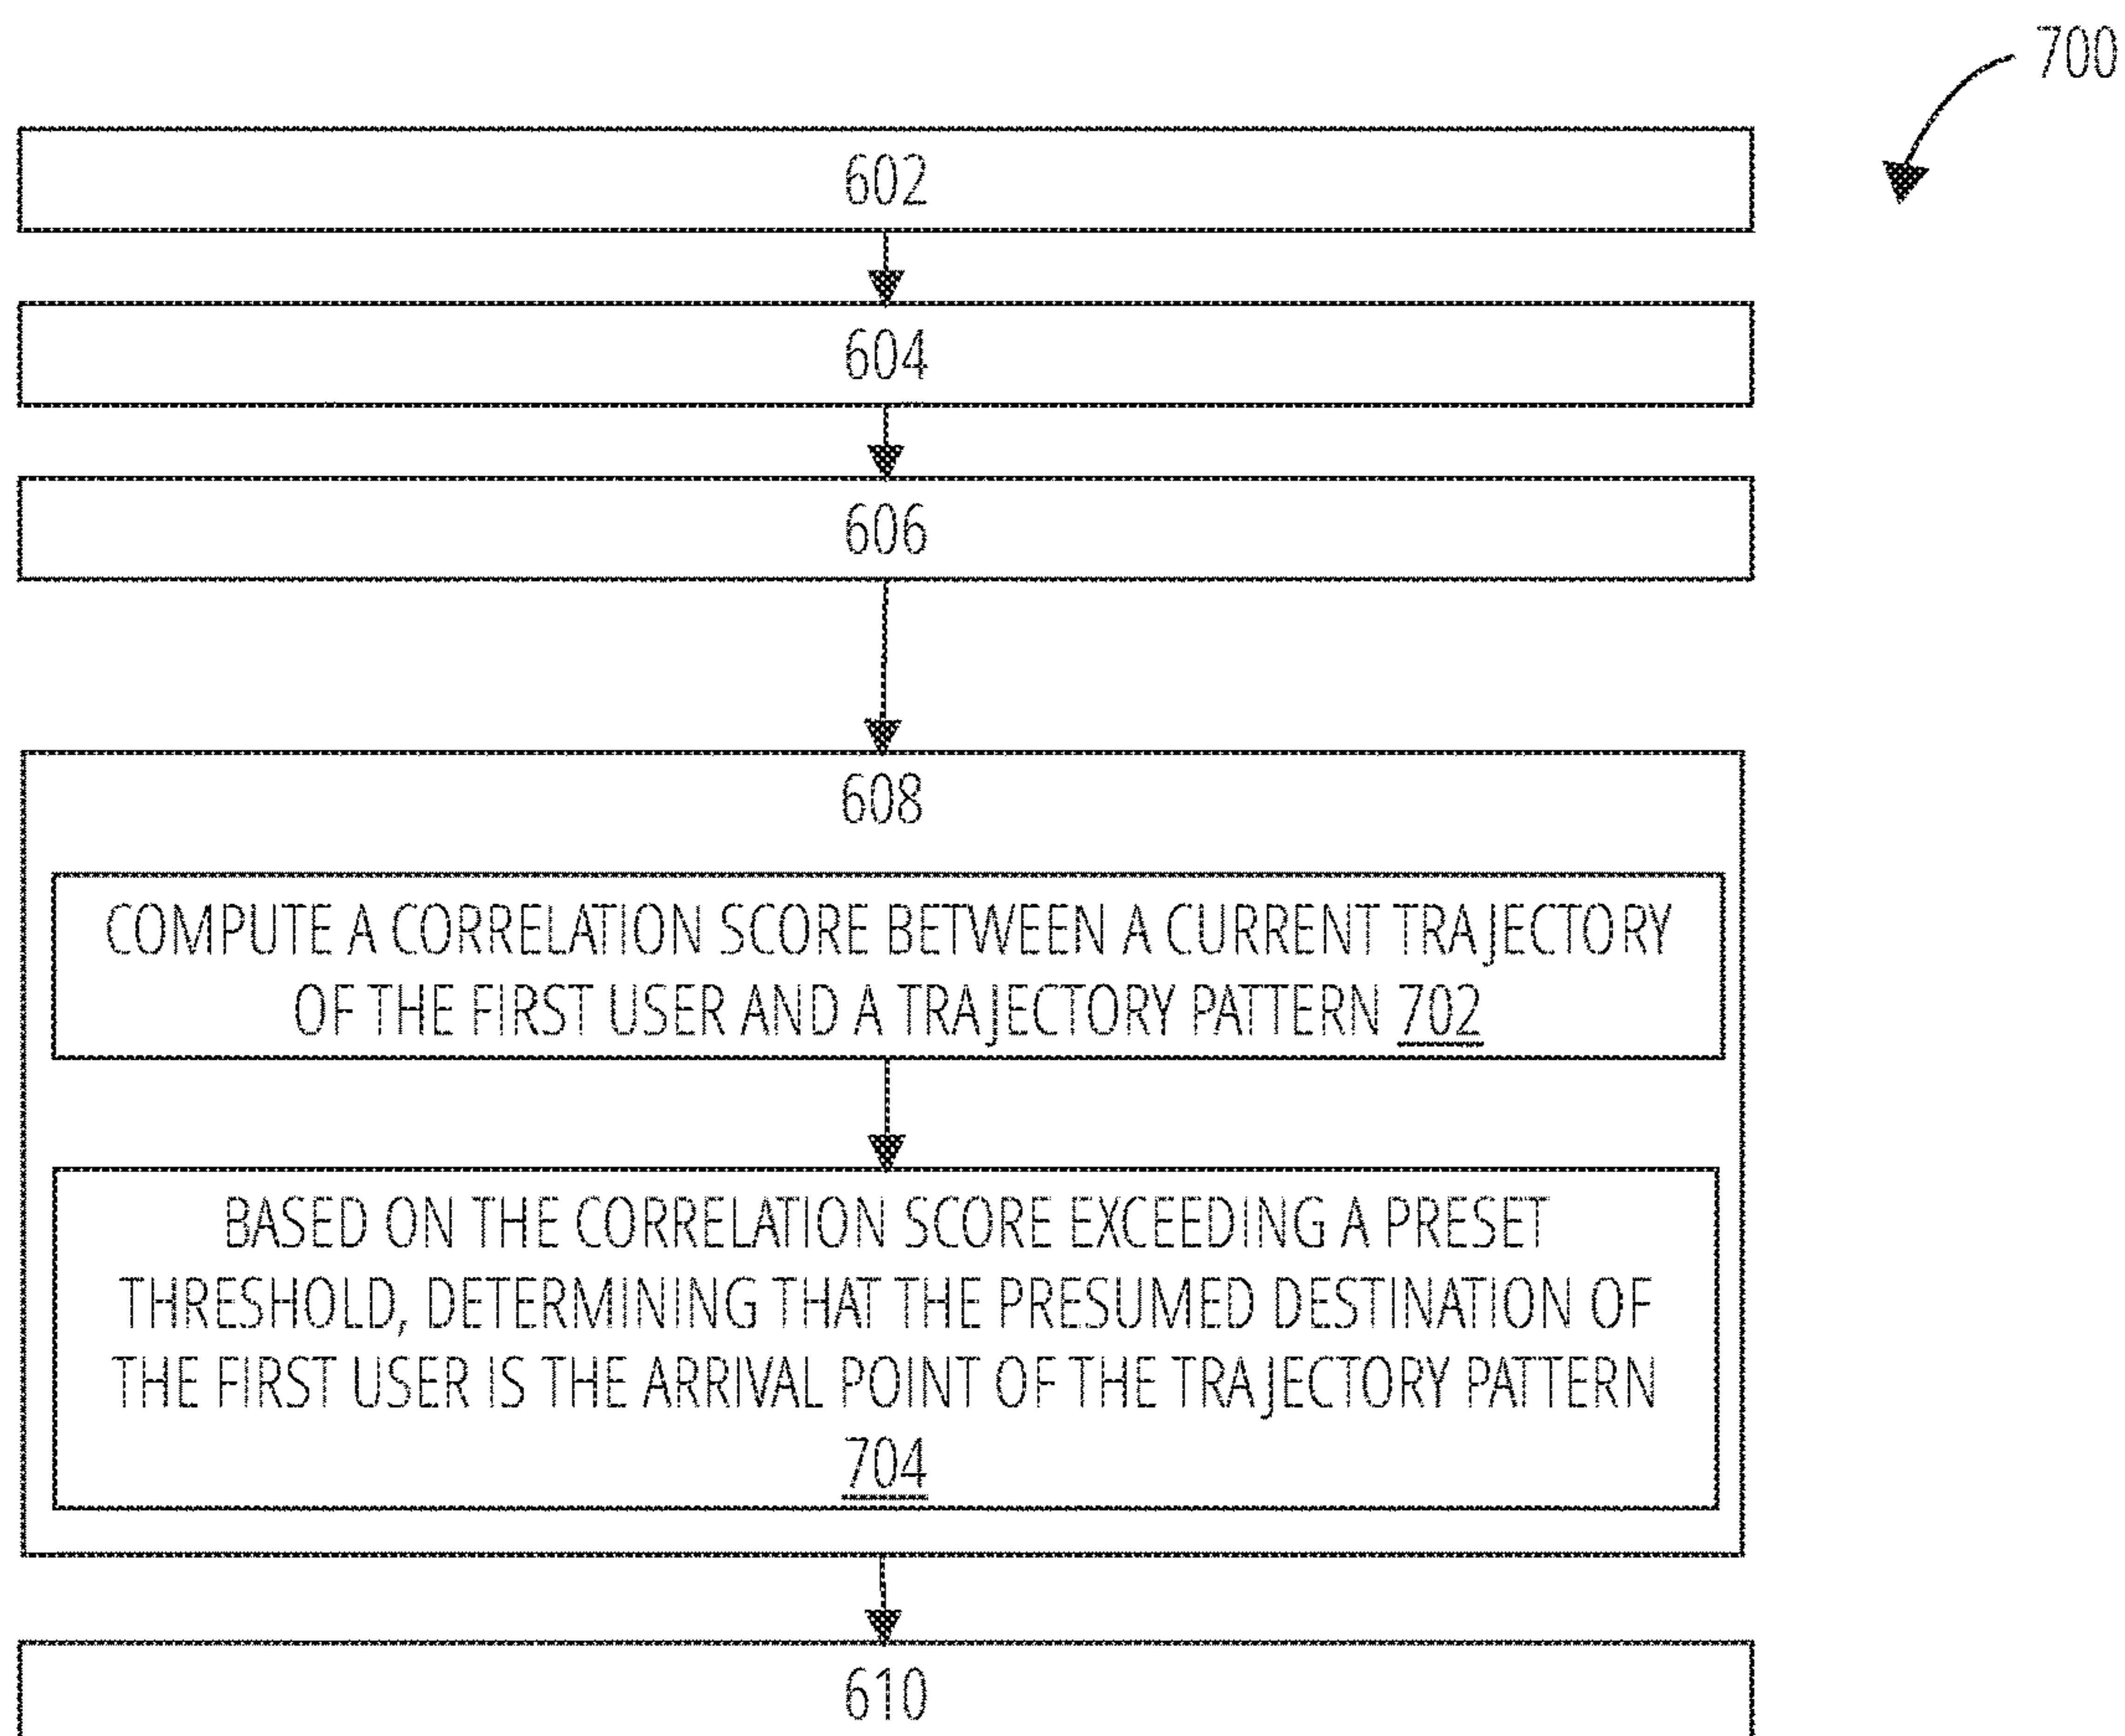 700
602
604
606
608
COMPUTE A CORRELATION SCORE BETWEEN A CURRENT TRAJECTORY
OF THE FIRST USER AND A TRAJECTORY PATTERN 702
BASED ON THE CORRELATION SCORE EXCEEDING A PRESET
THRESHOLD, DETERMINING THAT THE PRESUMED DESTINATION OF
THE FIRST USER IS THE ARRIVAL POINT OF THE TRAJECTORY PATTERN
704
610